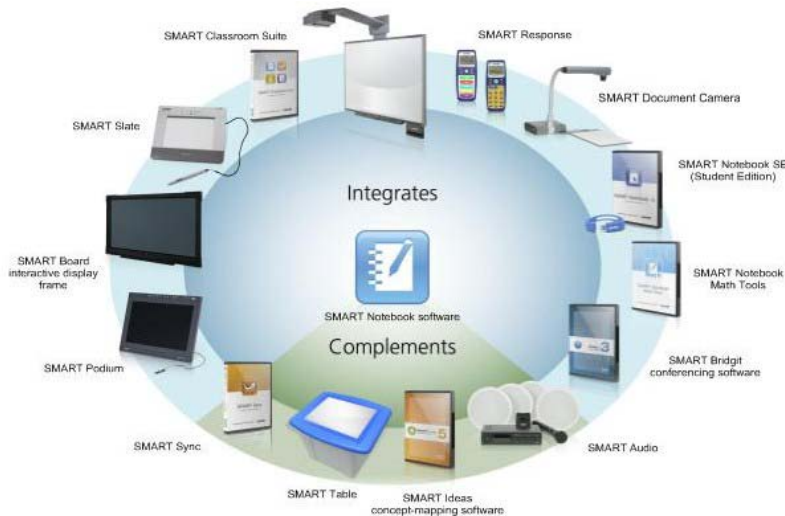 SMART Classroom Suite
SMART Response
SMART Document Camera
SMART Slate
SMART Notebook SE
(Student Edition)
Integrates
SMART Board
interactive display
frame
SMART Notebook
Math Tools
SMART Notebook software
Complements
SMART Podium
SMART Bridgit
conferencing software
SMART Sync
SMART Audio
SMART Table
SMART Ideas
concept-mapping software